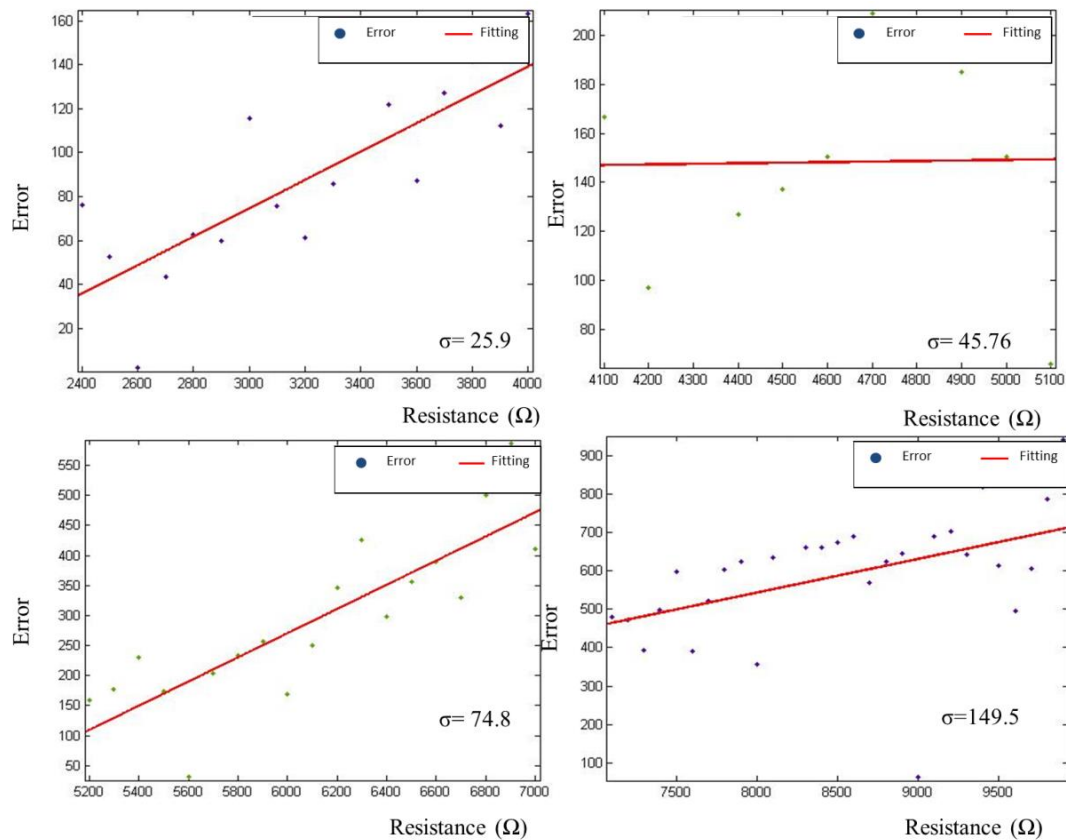 Error Fitting
160
140
120
100
80
60
40
20
Error
σ= 25.9
2400 2600 2800 3000 3200 3400 3600 3800 4000
Resistance (Ω)
Error Fitting
200
180
160
140
120
100
80
Error
σ= 45.76
4100 4200 4300 4400 4500 4600 4700 4800 4900 5000 5100
Resistance (Ω)
Error Fitting
550
500
450
400
350
300
250
200
150
100
50
Error
σ= 74.8
5200 5400 5600 5800 6000 6200 6400 6600 6800 7000
Resistance (Ω)
Error Fitting
900
800
700
600
500
400
300
200
100
Error
σ=149.5
7500 8000 8500 9000 9500
Resistance (Ω)